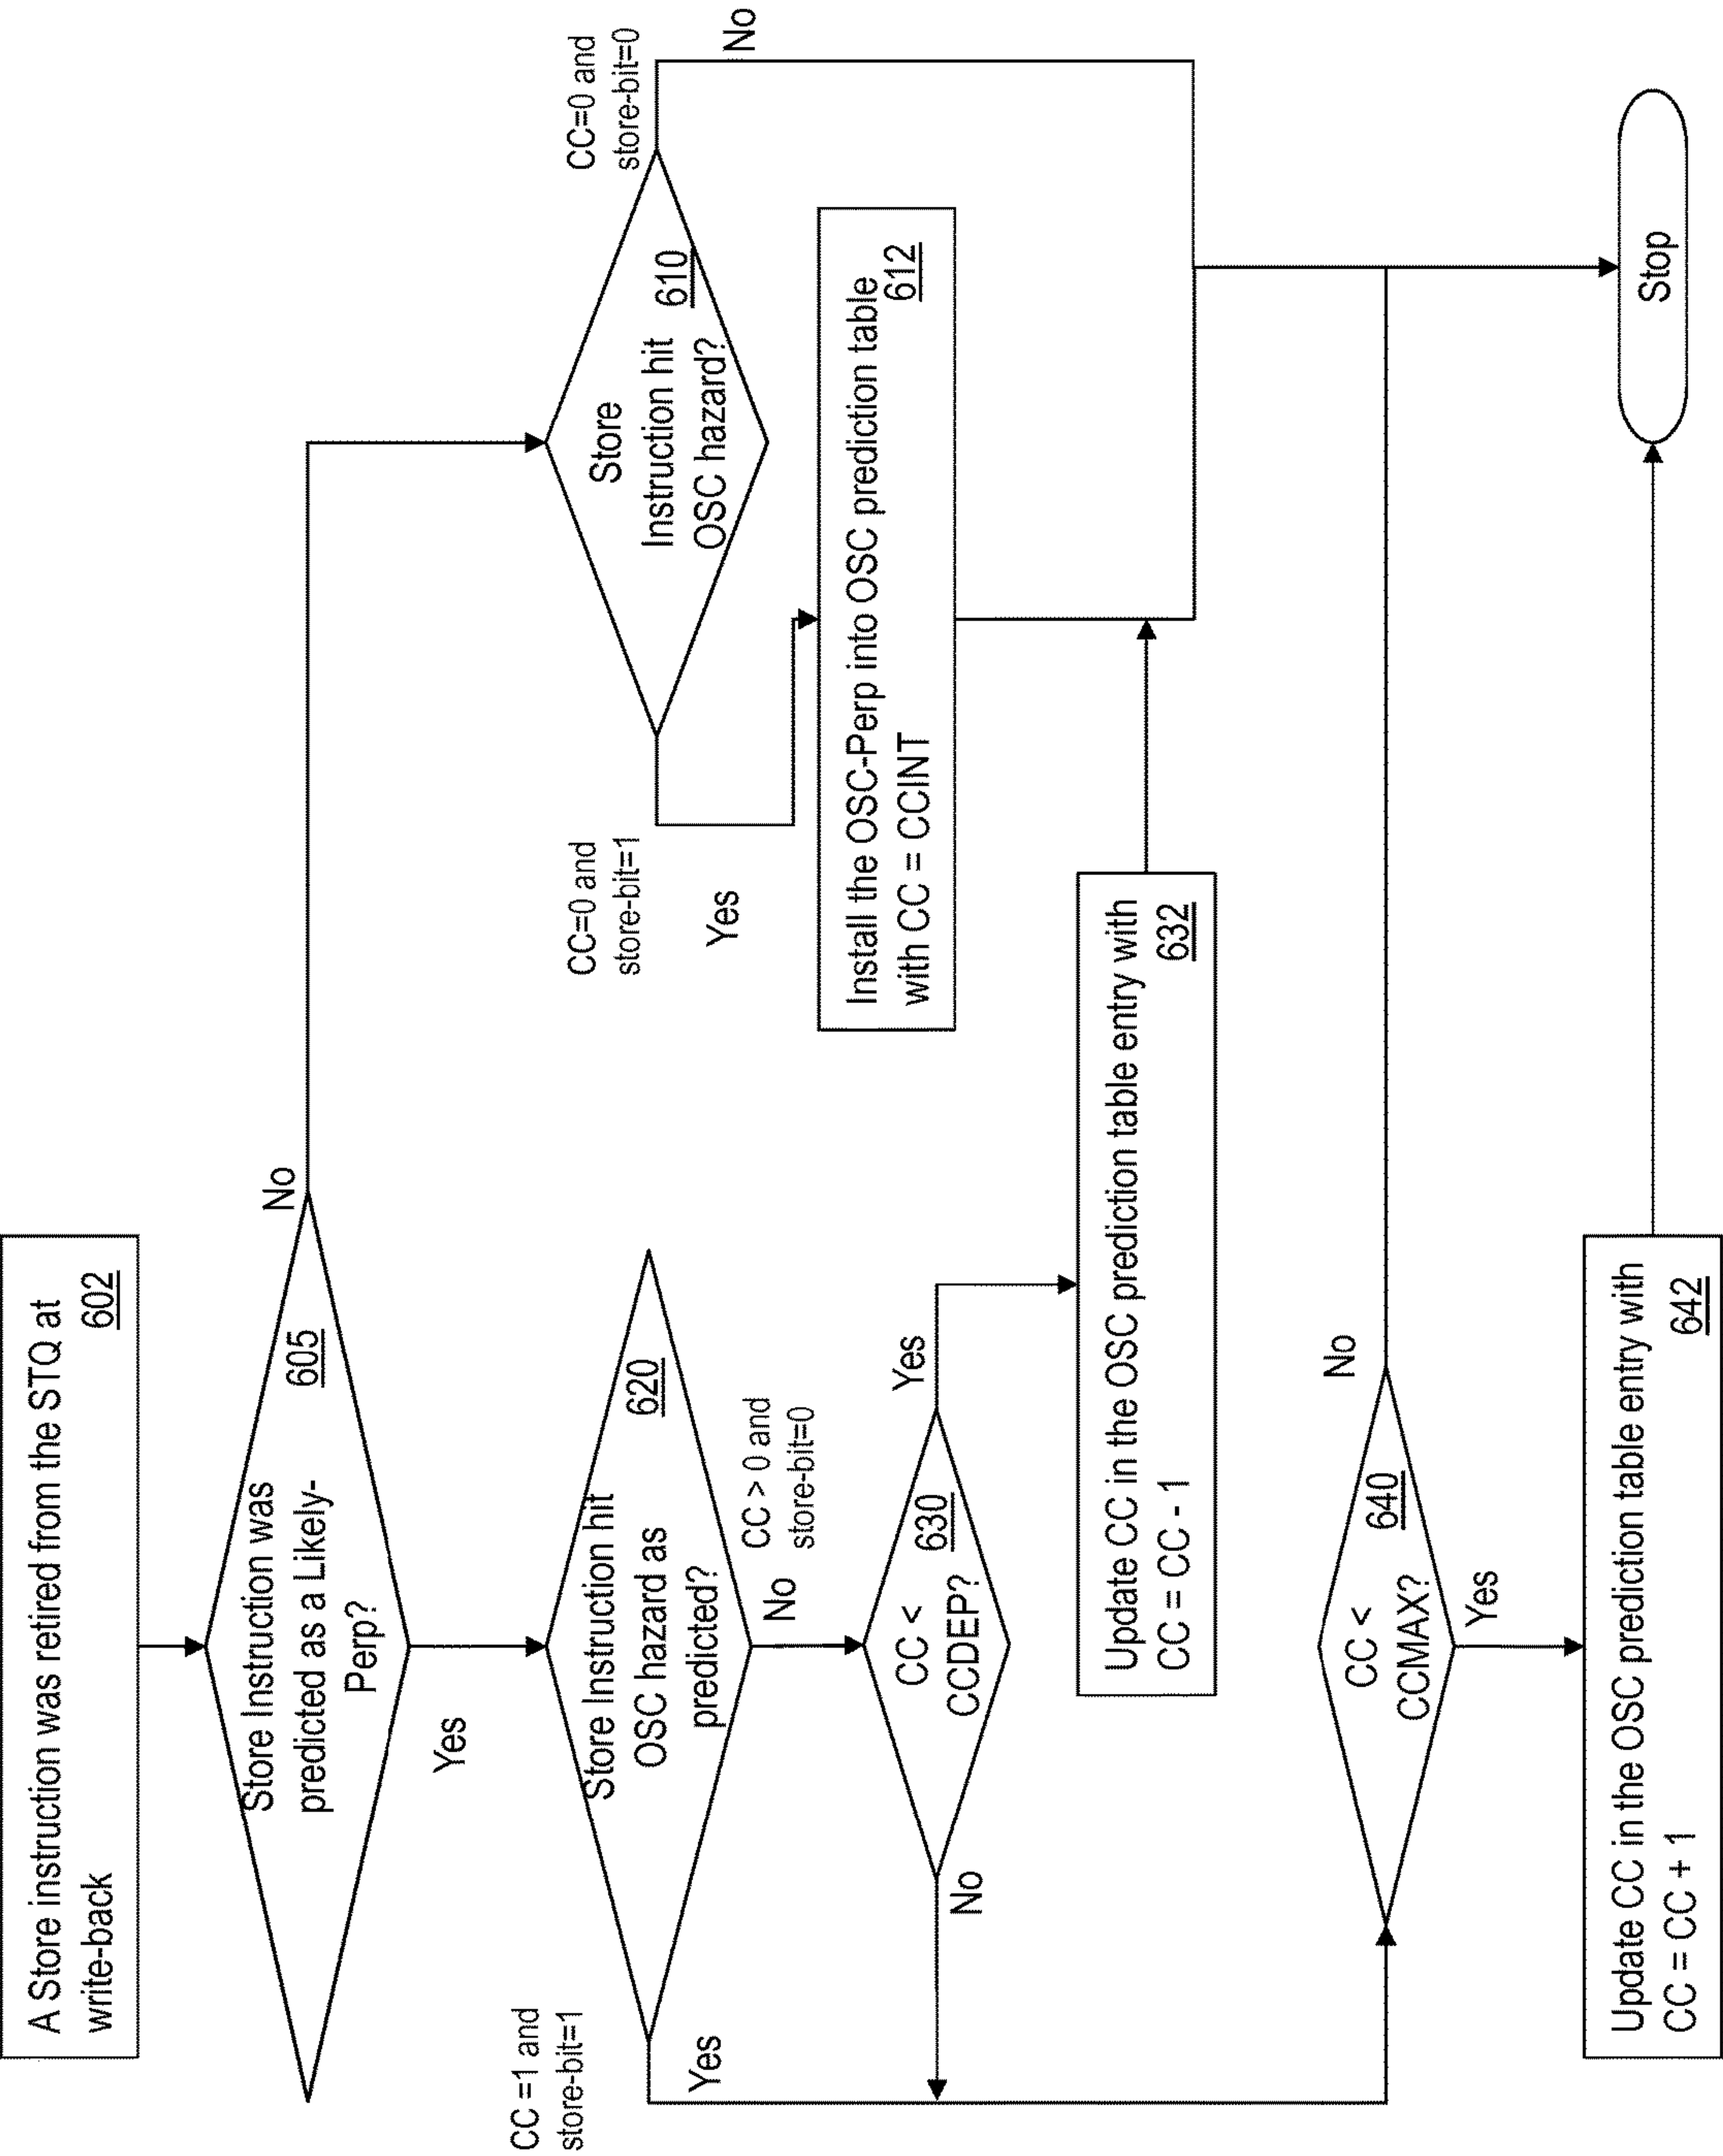 A Store instruction was retired from the STQ at
write-back
602
Store Instruction was
predicted as a Likely-
Perp?
605
No
Yes
CC =1 and
store-bit=1
Store Instruction hit
OSC hazard as
predicted?
620
Yes
No
CC > 0 and
store-bit=0
Store
Instruction hit
OSC hazard?
610
CC=0 and
store-bit=1
Yes
CC=0 and
store-bit=0
No
Install the OSC-Perp into OSC prediction table
with CC = CCINT
612
CC <
CCDEP?
630
Yes
No
Update CC in the OSC prediction table entry with
CC = CC - 1
632
CC <
CCMAX?
640
No
Yes
Update CC in the OSC prediction table entry with
CC = CC + 1
642
Stop